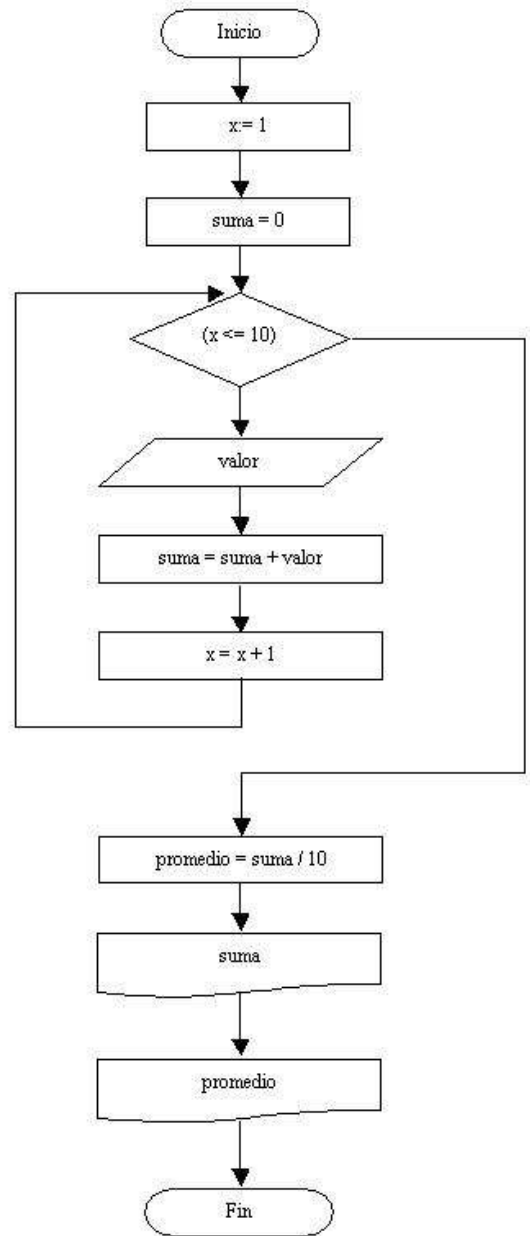 Inicio
x:= 1
suma = 0
(x <= 10)
valor
suma = suma + valor
x = x + 1
promedio = suma / 10
suma
promedio
Fin